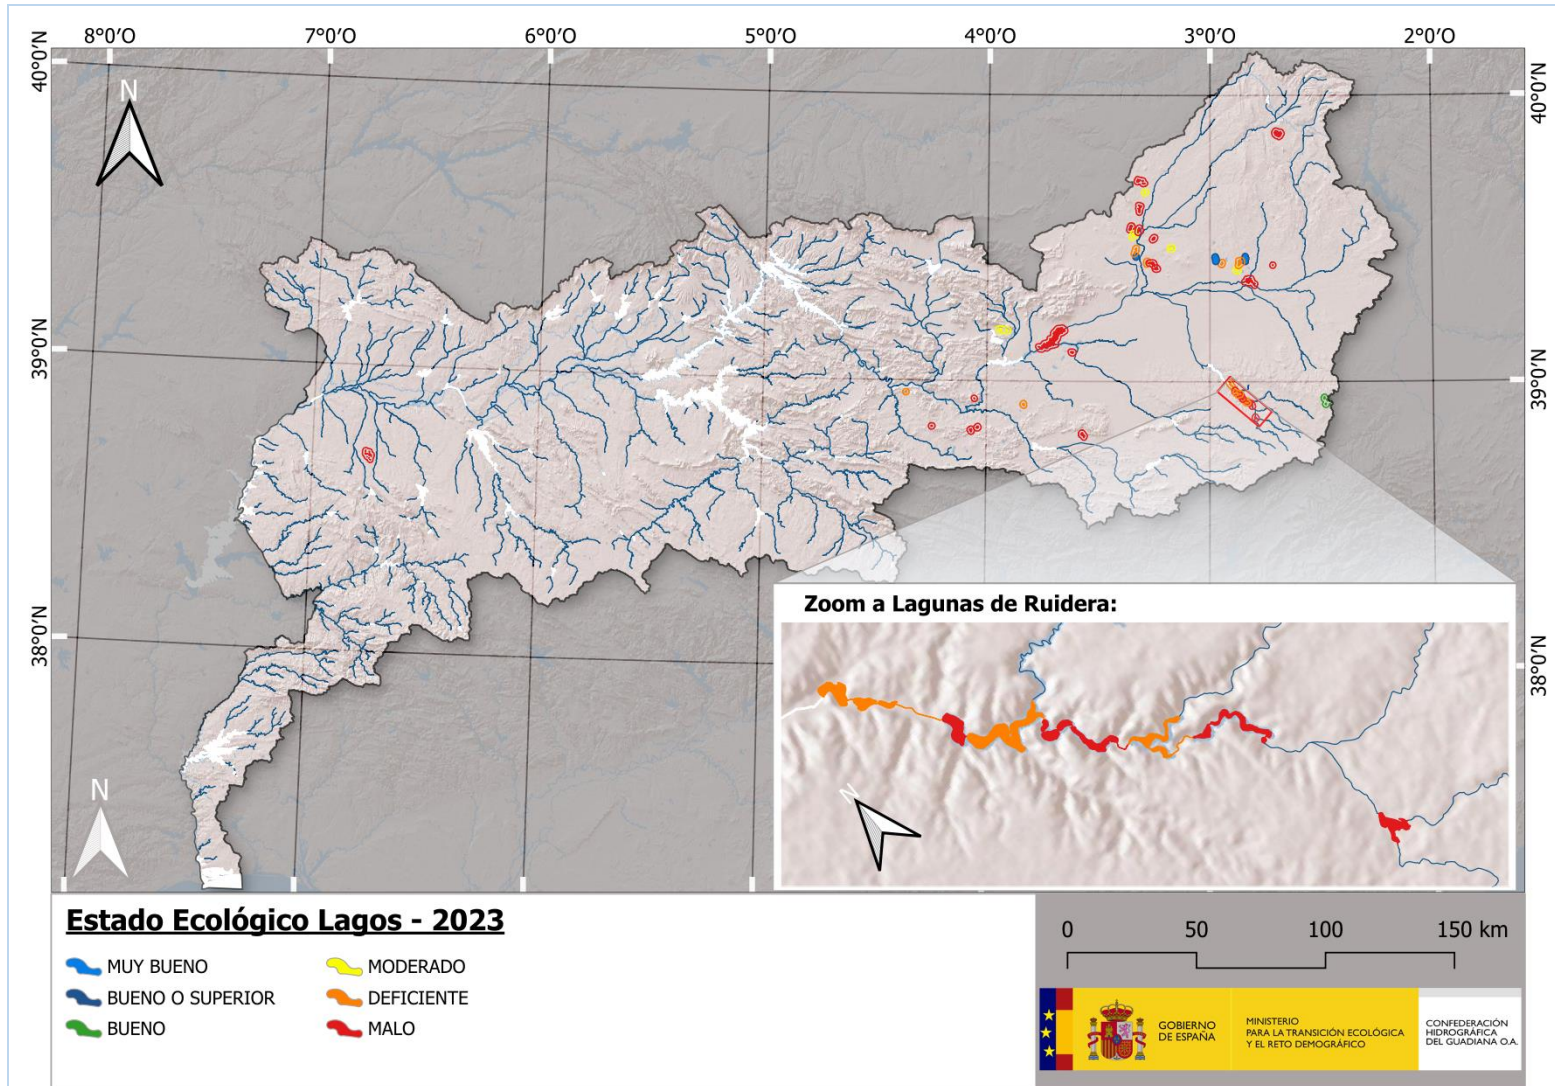 8°0'O 7°0'O 6°0'O 5°0'O 4°0'O 3°0'O 2°0'O
40°0'N
40°0'N
N
39°0'N
39°0'N
38°0'N
38°0'N
Zoom a Lagunas de Ruidera:
N
N
Estado Ecológico Lagos - 2023
MUY BUENO
BUENO O SUPERIOR
BUENO
MODERADO
DEFICIENTE
MALO
0 50 100 150 km
GOBIERNO
DE ESPAÑA
MINISTERIO
PARA LA TRANSICIÓN ECOLÓGICA
Y EL RETO DEMOGRÁFICO
CONFEDERACIÓN
HIDROGRÁFICA
DEL GUADIANA O.A.